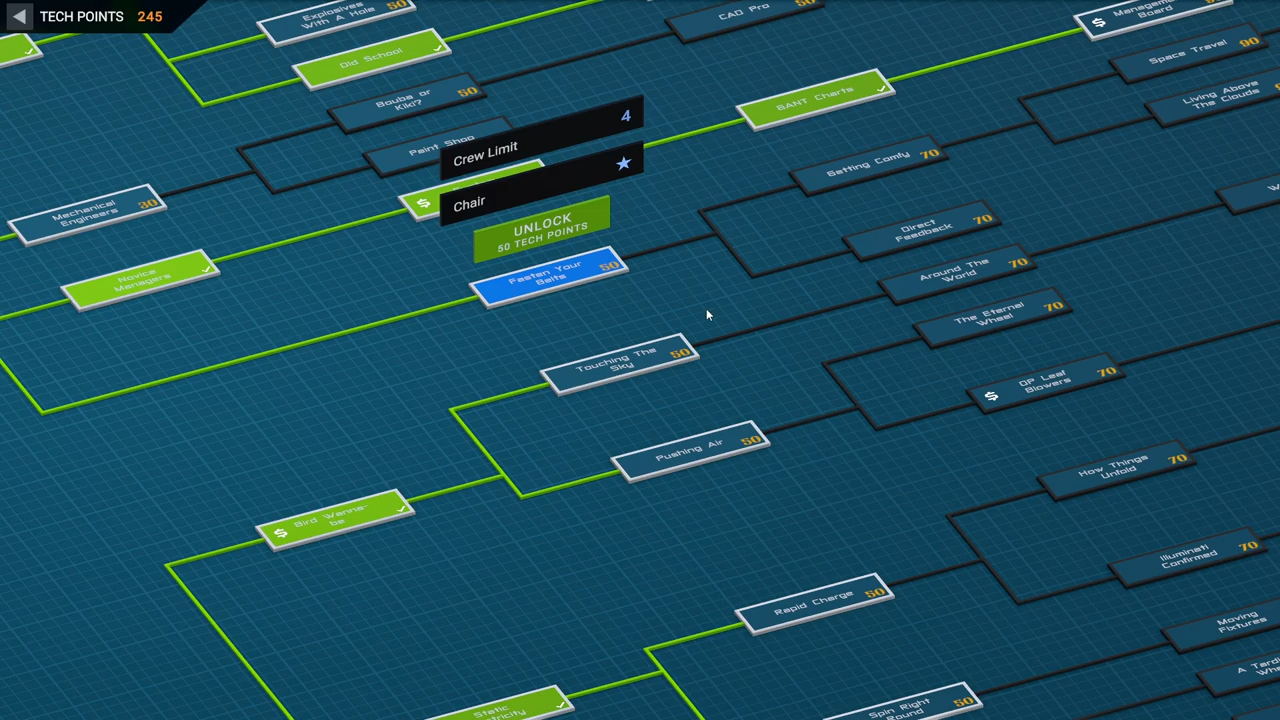 TECH POINTS 245
Explosives
With A Hole
50
CAD Pro
50
Management
Board
Old School
Space Travel 90
Bouba or
Kiki?
50
GANT Charts
Living Above
The Clouds
Paint Shop
Crew Limit 4
Getting Comfy 70
Chair
Mechanical
Engineers
30
UNLOCK
50 TECH POINTS
Direct
Feedback
70
Novice
Managers
Fasten Your
Belts
50
Around The
World
70
The Eternal
Wheel
70
Touching The
Sky
50
OP Leaf
Blowers
70
Pushing Air 50
How Things
Unfold
70
Bird Wanna-
be
Illuminati
Confirmed
70
Rapid Charge 50
Moving
Fixtures
Static
Spin Right
Round
50